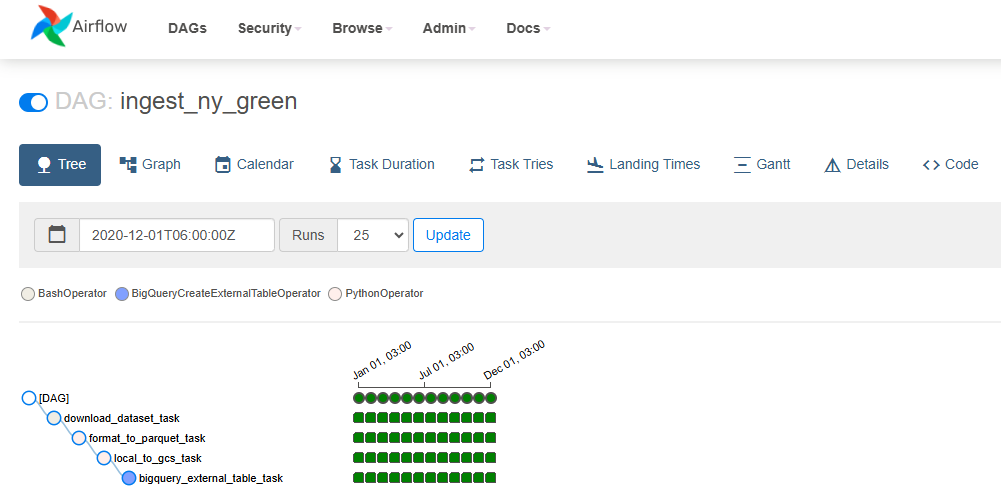 Airflow DAGs Security Browse Admin Docs
DAG: ingest_ny_green
Tree Graph Calendar Task Duration Task Tries Landing Times Gantt Details Code
2020-12-01T06:00:00Z Runs 25 Update
BashOperator BigQueryCreateExternalTableOperator PythonOperator
Jan 01, 03:00 Jul 01, 03:00 Dec 01, 03:00
[DAG]
download_dataset_task
format_to_parquet_task
local_to_gcs_task
bigquery_external_table_task